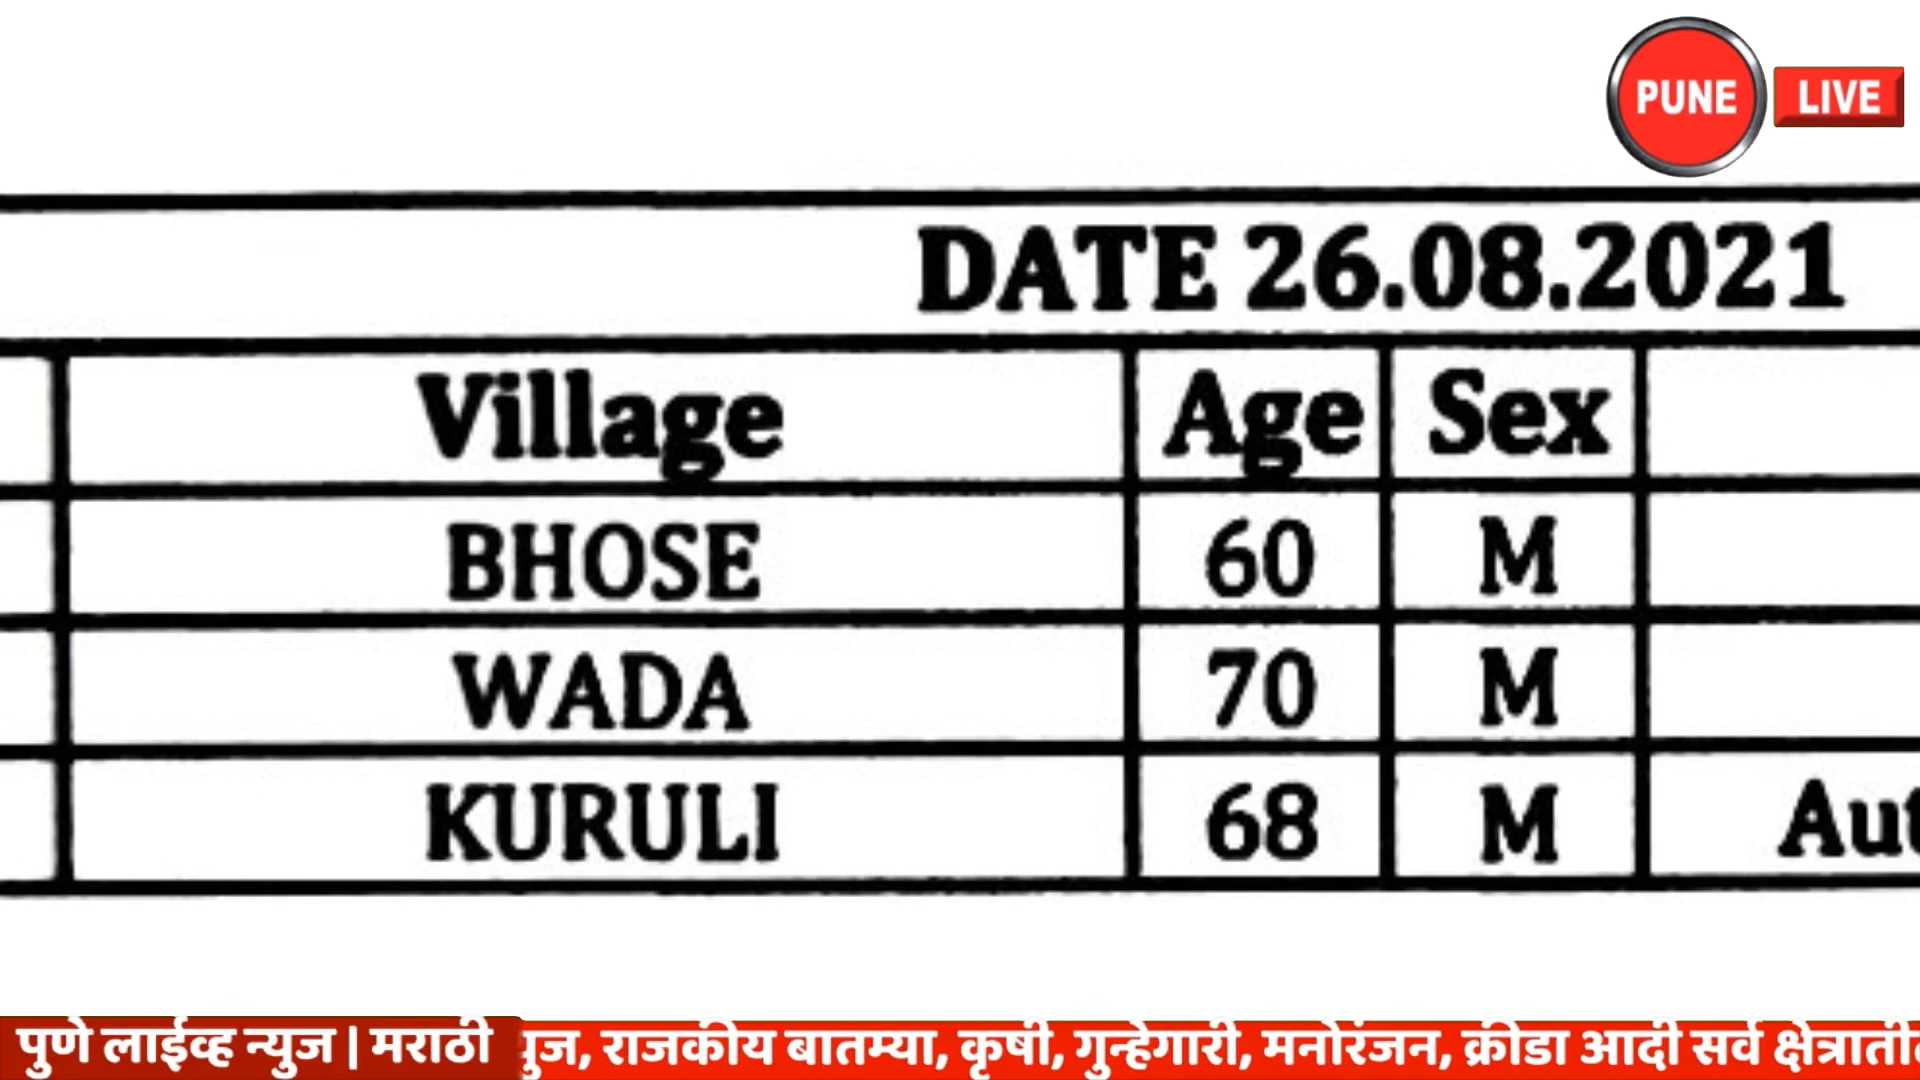 PUNE LIVE
DATE 26.08.2021
Village Age Sex
BHOSE 60 M
WADA 70 M
KURULI 68 M Aut
पुणे लाईव्ह न्युज | मराठी
युज, राजकीय बातम्या, कृषी, गुन्हेगारी, मनोरंजन, क्रीडा आदी सर्व क्षेत्रातील